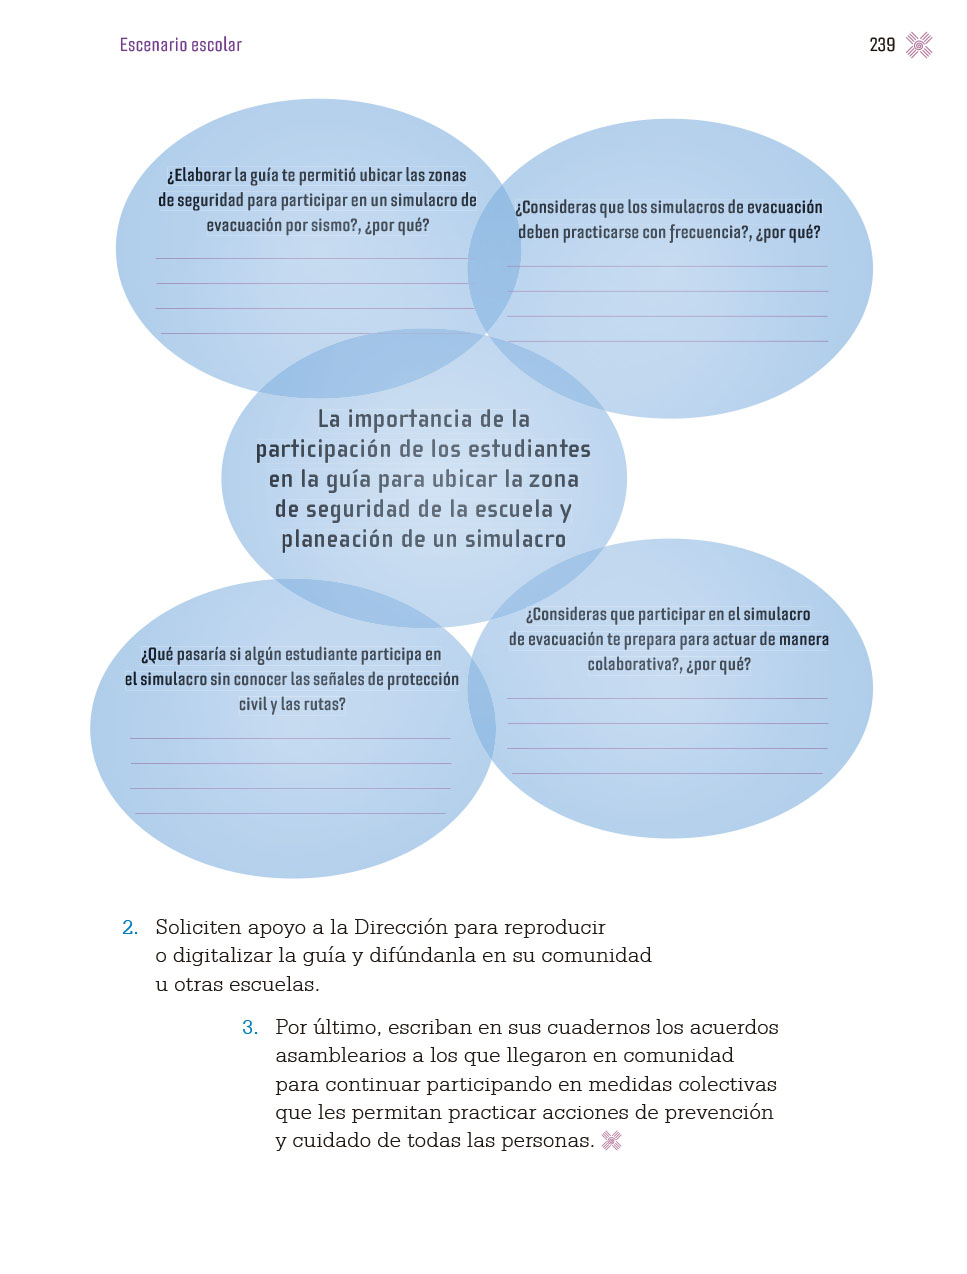 Escenario escolar
239
¿Elaborar la guía te permitió ubicar las zonas
de seguridad para participar en un simulacro de
evacuación por sismo?, ¿por qué?
¿Consideras que los simulacros de evacuación
deben practicarse con frecuencia?, ¿por qué?
La importancia de la
participación de los estudiantes
en la guía para ubicar la zona
de seguridad de la escuela y
planeación de un simulacro
¿Qué pasaría si algún estudiante participa en
el simulacro sin conocer las señales de protección
civil y las rutas?
¿Consideras que participar en el simulacro
de evacuación te prepara para actuar de manera
colaborativa?, ¿por qué?
2. Soliciten apoyo a la Dirección para reproducir
o digitalizar la guía y difúndanla en su comunidad
u otras escuelas.
3. Por último, escriban en sus cuadernos los acuerdos
asamblearios a los que llegaron en comunidad
para continuar participando en medidas colectivas
que les permitan practicar acciones de prevención
y cuidado de todas las personas.